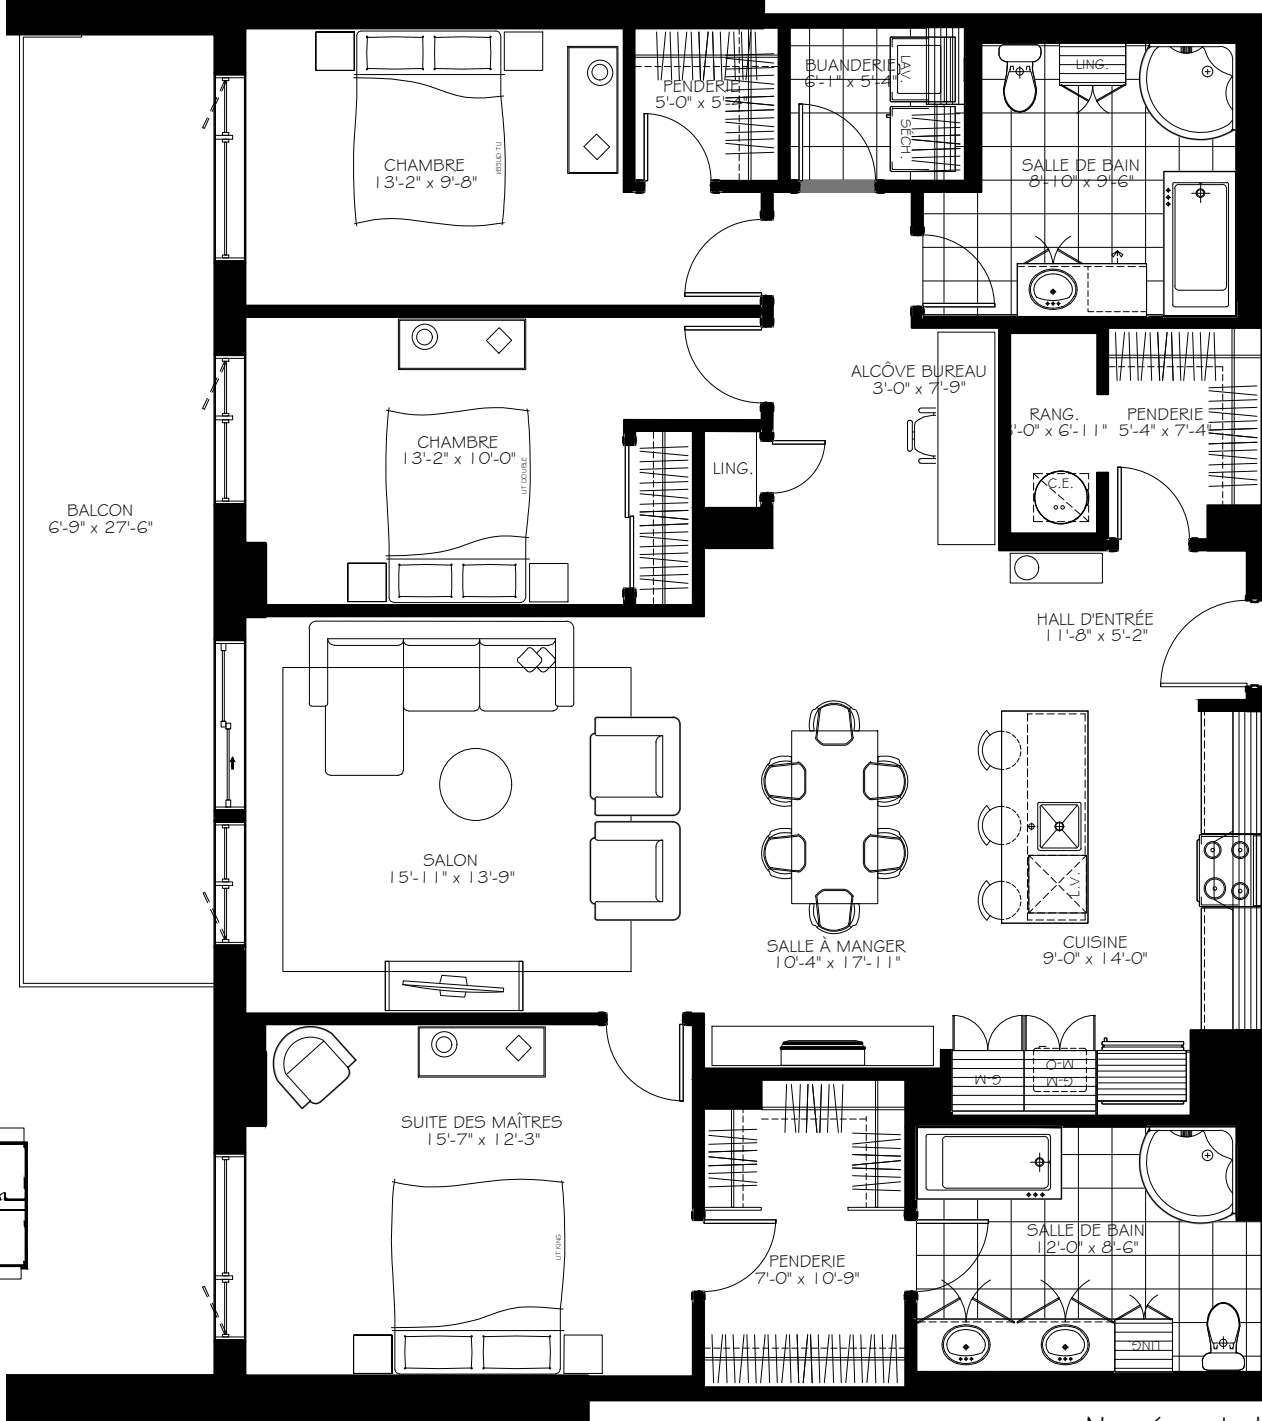 PENDERIE
5'-0" x 5'-4"
BUANDERIE
6'-1" x 5'-4"
LAV.
SÉCH.
LING.
CHAMBRE
13'-2" x 9'-8"
SALLE DE BAIN
8'-10" x 9'-6"
ALCÔVE BUREAU
3'-0" x 7'-9"
CHAMBRE
13'-2" x 10'-0"
LIT DOUBLE
LING.
RANG.
'-0" x 6'-11"
PENDERIE
5'-4" x 7'-4"
C.E.
BALCON
6'-9" x 27'-6"
HALL D'ENTRÉE
11'-8" x 5'-2"
SALON
15'-11" x 13'-9"
L.V.
SALLE À MANGER
10'-4" x 17'-11"
CUISINE
9'-0" x 14'-0"
G-M
M-O
G-M
SUITE DES MAÎTRES
15'-7" x 12'-3"
LIT KING
SALLE DE BAIN
12'-0" x 8'-6"
PENDERIE
7'-0" x 10'-9"
LING